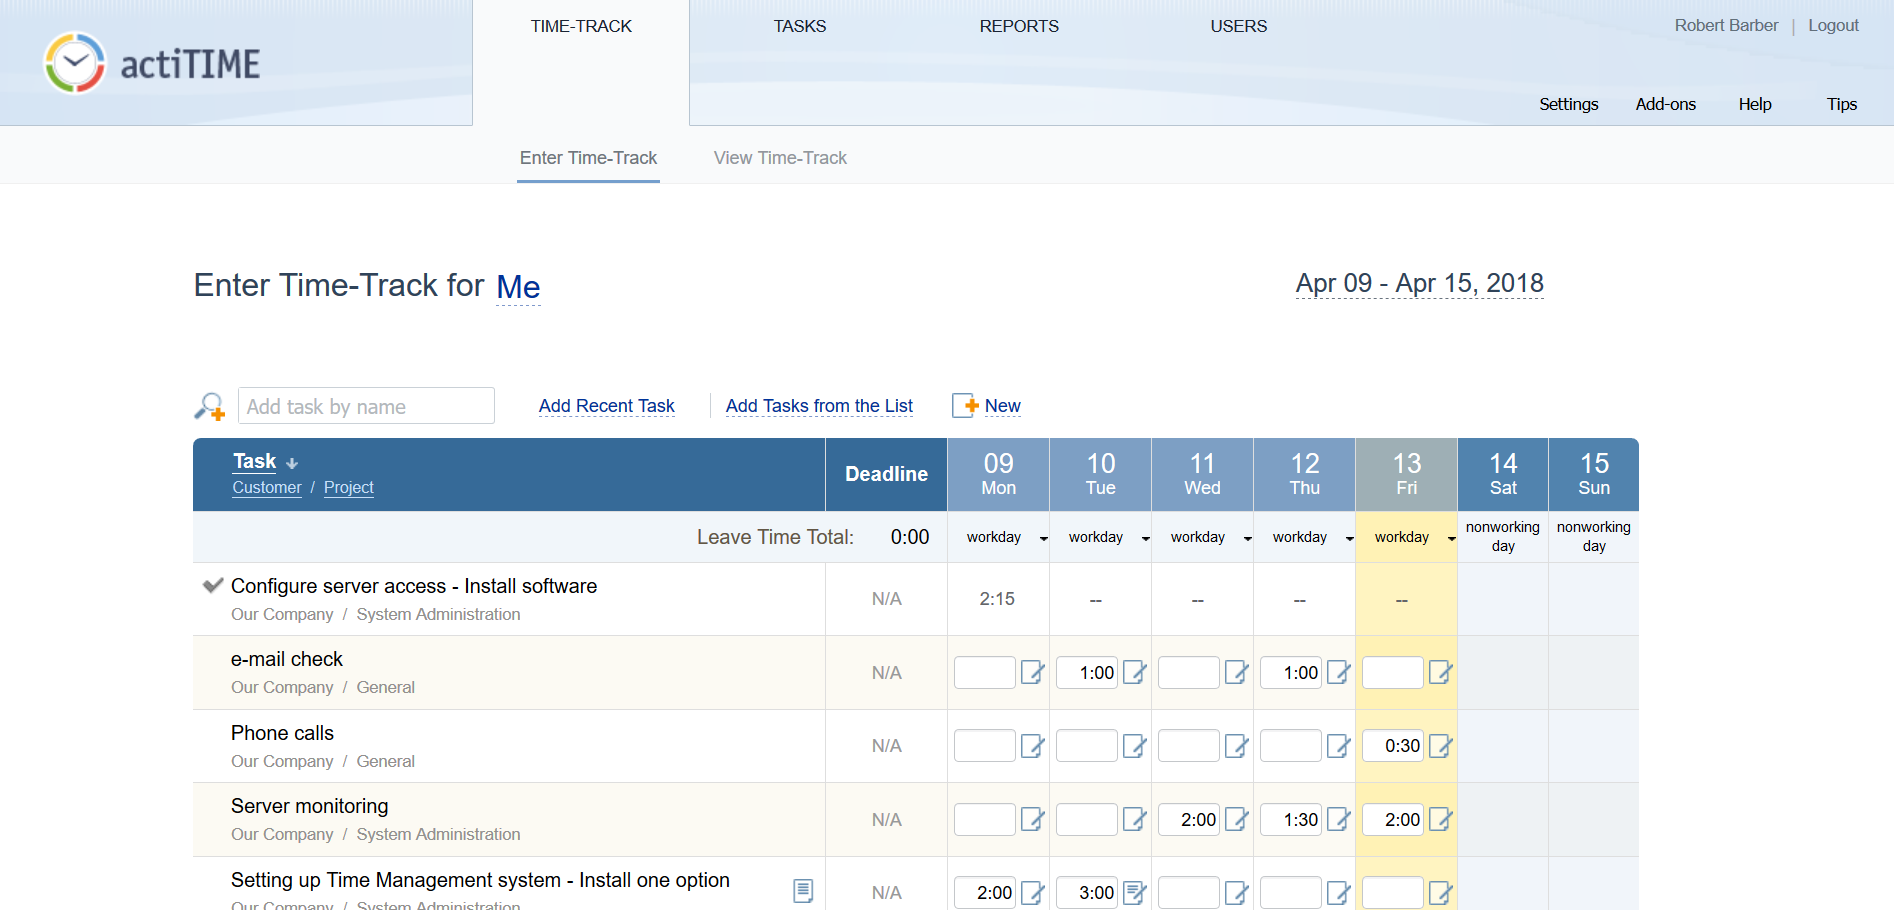 TIME-TRACK TASKS REPORTS USERS Robert Barber | Logout
actiTIME
Settings Add-ons Help Tips
Enter Time-Track View Time-Track
Enter Time-Track for Me Apr 09 - Apr 15, 2018
Add task by name Add Recent Task Add Tasks from the List New
Task Deadline 09 10 11 12 13 14 15
Customer / Project Mon Tue Wed Thu Fri Sat Sun
Leave Time Total: 0:00 workday workday workday workday workday nonworking day nonworking day
Configure server access - Install software N/A 2:15 -- -- -- --
Our Company / System Administration
e-mail check N/A 1:00 1:00
Our Company / General
Phone calls N/A 0:30
Our Company / General
Server monitoring N/A 2:00 1:30 2:00
Our Company / System Administration
Setting up Time Management system - Install one option N/A 2:00 3:00
Our Company / System Administration